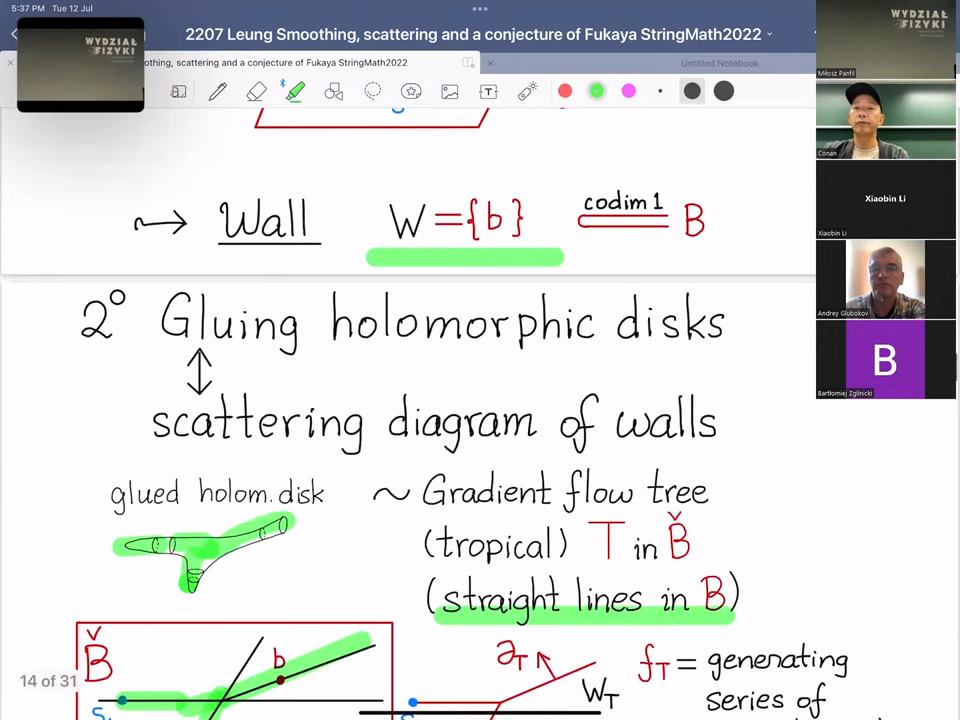 5:37 PM Tue 12 Jul
2207 Leung Smoothing, scattering and a conjecture of Fukaya StringMath2022
othing, scattering and a conjecture of Fukaya StringMath2022
Untitled Notebook
WYDZIAŁ
FIZYKI
WYDZIAŁ
FIZYKI
Miłosz Panfil
Conan
Xiaobin Li
Xiaobin Li
Andrey Glubokov
B
Bartłomiej Zglinicki
Wall W = {b} codim 1 B
2° Gluing holomorphic disks
scattering diagram of walls
glued holom. disk ~ Gradient flow tree
(tropical) T in B̌
(straight lines in B)
B̌ b ∂T WT fT = generating
series of
14 of 31